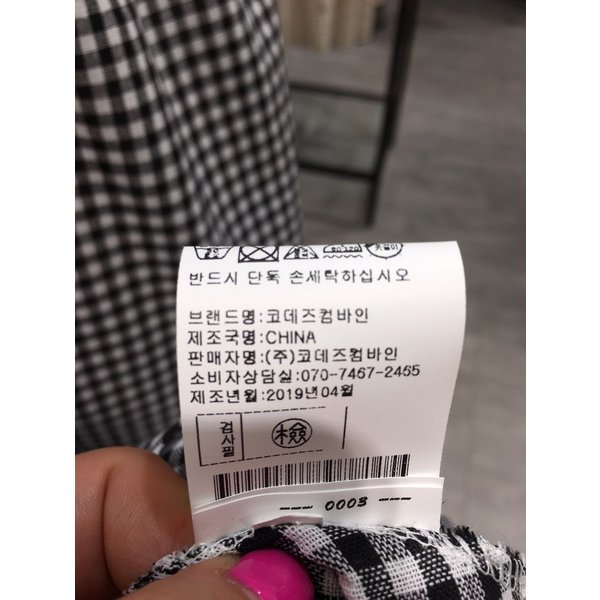 반드시 단독 손세탁하십시오
브랜드명:코데즈컴바인
제조국명:CHINA
판매자명:(주)코데즈컴바인
소비자상담실:070-7467-2465
제조년월:2019년04월
검사필
檢
--- 0003 ---